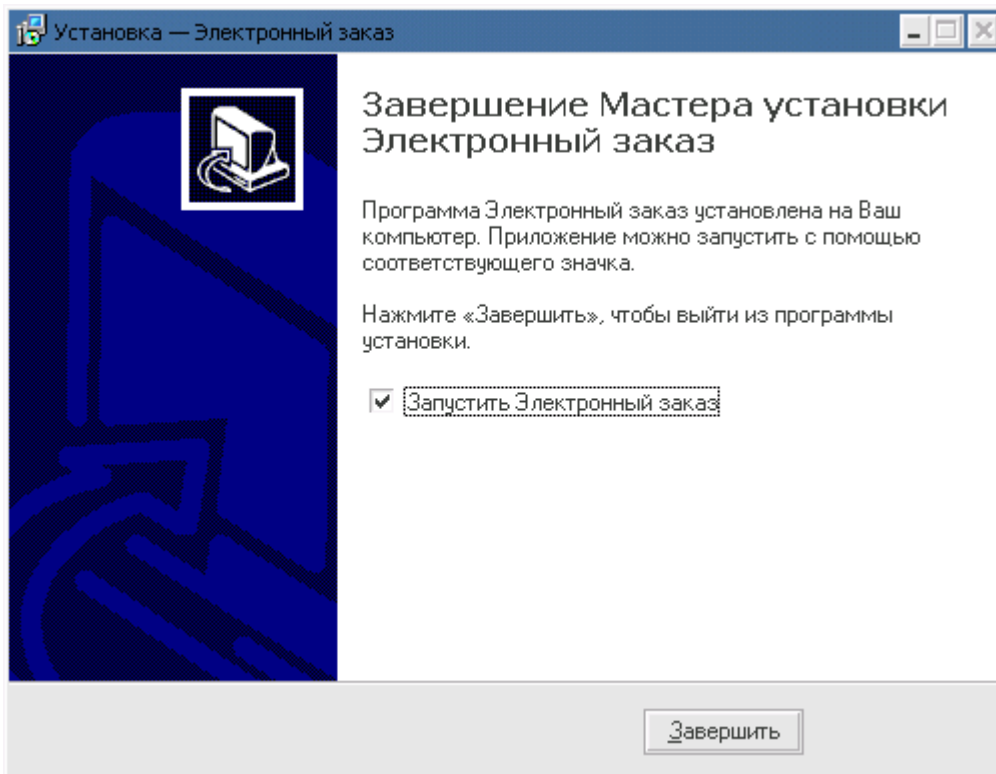 Установка — Электронный заказ
Завершение Мастера установки
Электронный заказ
Программа Электронный заказ установлена на Ваш
компьютер. Приложение можно запустить с помощью
соответствующего значка.
Нажмите «Завершить», чтобы выйти из программы
установки.
Запустить Электронный заказ
Завершить